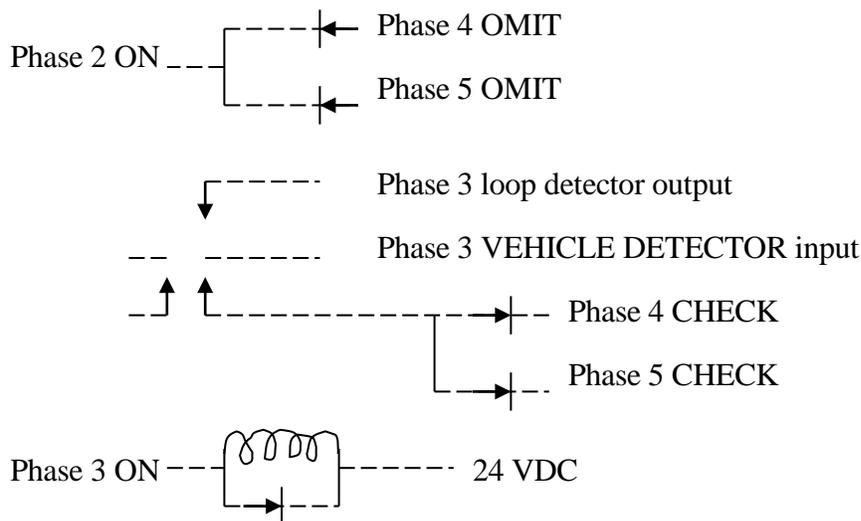 Phase 4 OMIT
Phase 2 ON
Phase 5 OMIT
Phase 3 loop detector output
Phase 3 VEHICLE DETECTOR input
Phase 4 CHECK
Phase 5 CHECK
Phase 3 ON
24 VDC